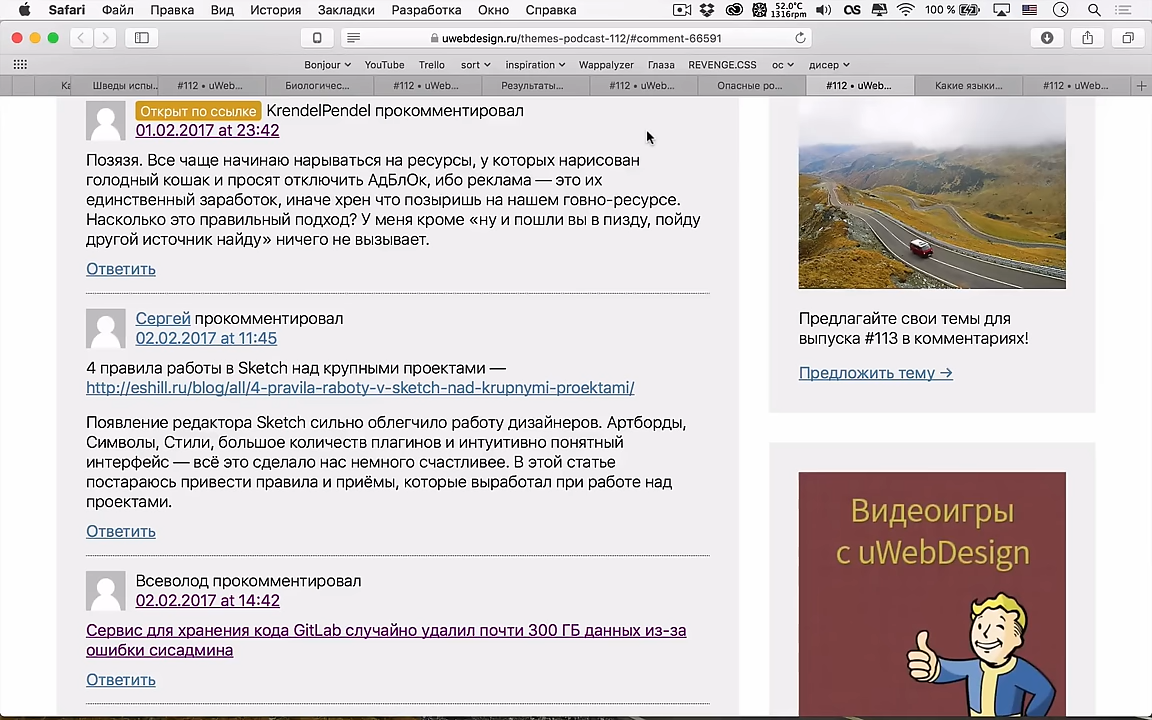 Safari Файл Правка Вид История Закладки Разработка Окно Справка 52.0°C 1316rpm 100 %
uwebdesign.ru/themes-podcast-112/#comment-66591
Bonjour YouTube Trello sort inspiration Wappalyzer Глаза REVENGE.CSS ос дисер
Ка Шведы испы... #112 • uWeb... Биологичес... #112 • uWeb... Результаты... #112 • uWeb... Опасные ро... #112 • uWeb... Какие языки... #112 • uWeb...
Открыт по ссылке KrendelPendel прокомментировал
01.02.2017 at 23:42
Позязя. Все чаще начинаю нарываться на ресурсы, у которых нарисован
голодный кошак и просят отключить АдБлОк, ибо реклама — это их
единственный заработок, иначе хрен что позыришь на нашем говно-ресурсе.
Насколько это правильный подход? У меня кроме «ну и пошли вы в пизду, пойду
другой источник найду» ничего не вызывает.
Ответить
Сергей прокомментировал
02.02.2017 at 11:45
4 правила работы в Sketch над крупными проектами —
http://eshill.ru/blog/all/4-pravila-raboty-v-sketch-nad-krupnymi-proektami/
Появление редактора Sketch сильно облегчило работу дизайнеров. Артборды,
Символы, Стили, большое количеств плагинов и интуитивно понятный
интерфейс — всё это сделало нас немного счастливее. В этой статье
постараюсь привести правила и приёмы, которые выработал при работе над
проектами.
Ответить
Всеволод прокомментировал
02.02.2017 at 14:42
Сервис для хранения кода GitLab случайно удалил почти 300 ГБ данных из-за
ошибки сисадмина
Ответить
Предлагайте свои темы для
выпуска #113 в комментариях!
Предложить тему →
Видеоигры
с uWebDesign